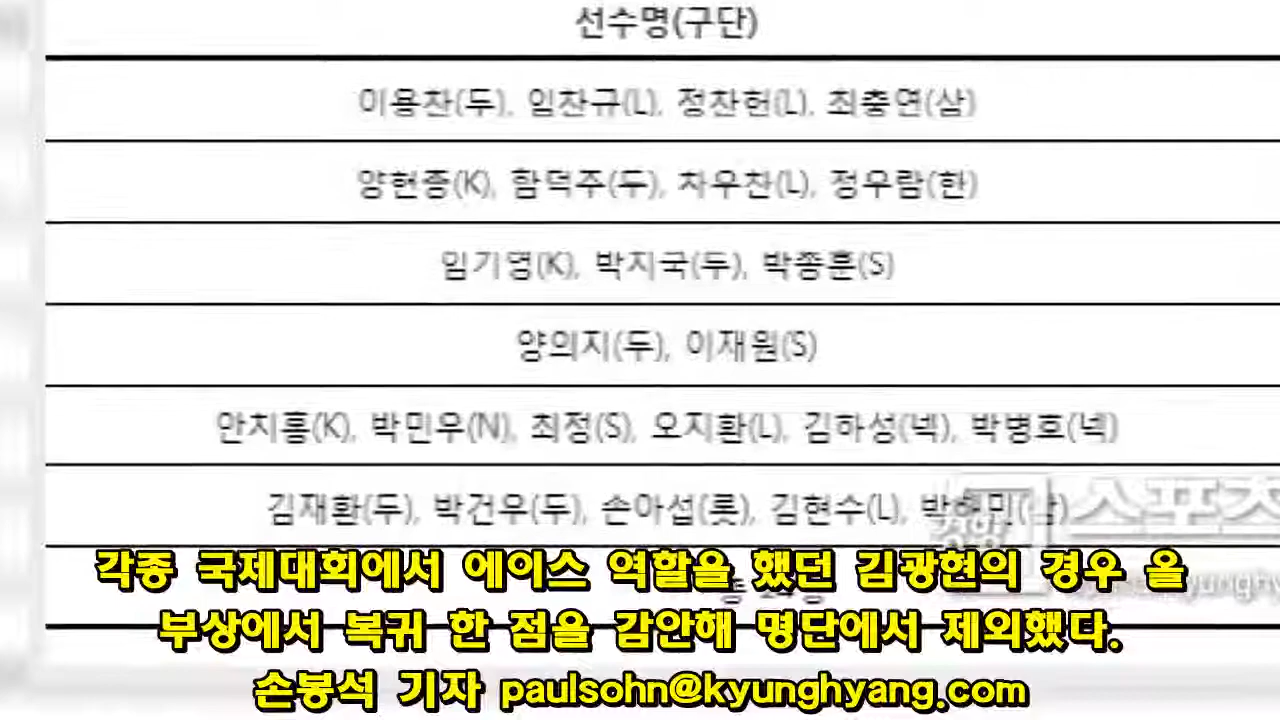 선수명(구단)
이용찬(두), 임찬규(L), 정찬헌(L), 최충연(삼)
양현종(K), 함덕주(두), 차우찬(L), 정우람(한)
임기영(K), 박치국(두), 박종훈(S)
양의지(두), 이재원(S)
안치홍(K), 박민우(N), 최정(S), 오지환(L), 김하성(넥), 박병호(넥)
김재환(두), 박건우(두), 손아섭(롯), 김현수(L), 박해민(삼)
스포츠
각종 국제대회에서 에이스 역할을 했던 김광현의 경우 올
부상에서 복귀 한 점을 감안해 명단에서 제외했다.
손봉석 기자 paulsohn@kyunghyang.com